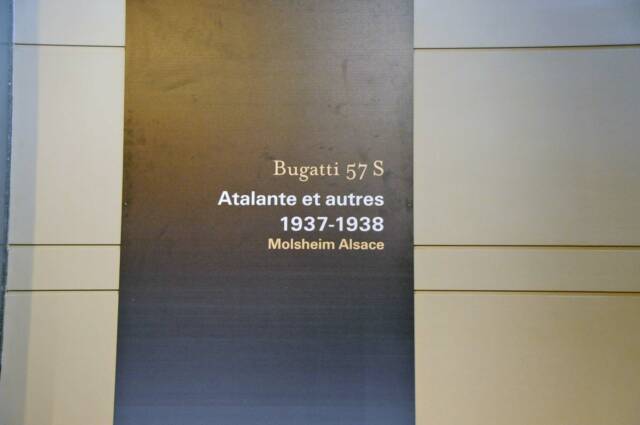 Bugatti 57 S
Atalante et autres
1937-1938
Molsheim Alsace